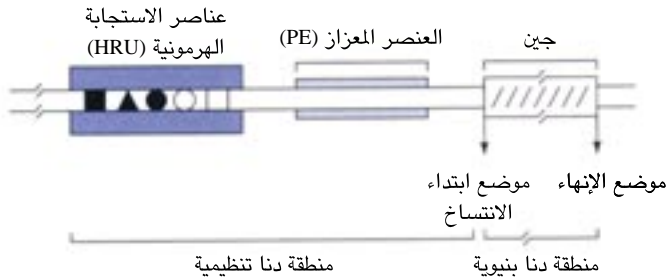 عناصر الاستجابة
الهرمونية (HRU)
العنصر المعزاز (PE)
جين
موضع ابتداء
الانتساخ
موضع الإنهاء
منطقة دنا تنظيمية
منطقة دنا بنيوية